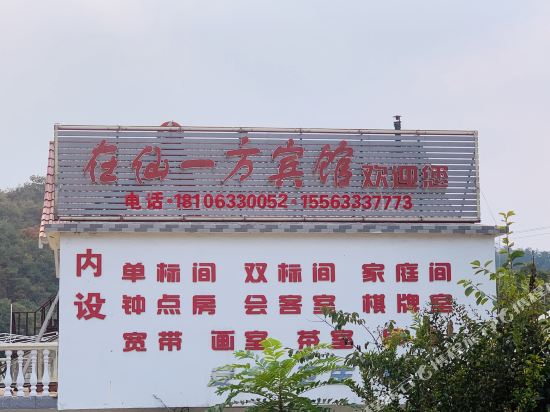 在仙一方宾馆欢迎您
电话·18106330052·15563337773
内设
单标间 双标间 家庭间
钟点房 会客室 棋牌室
宽带 画室 茶室